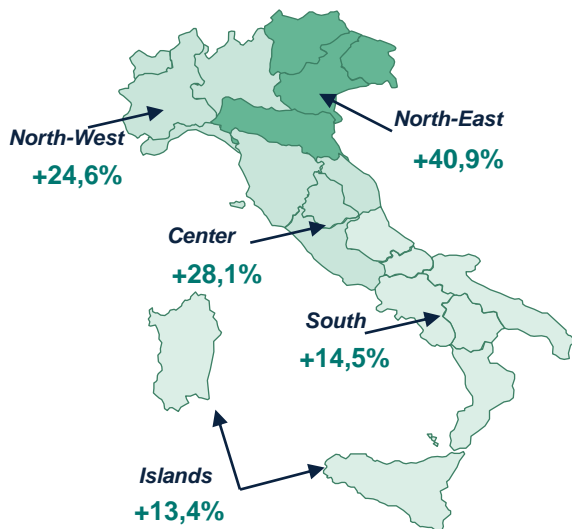 North-West
+24,6%
North-East
+40,9%
Center
+28,1%
South
+14,5%
Islands
+13,4%